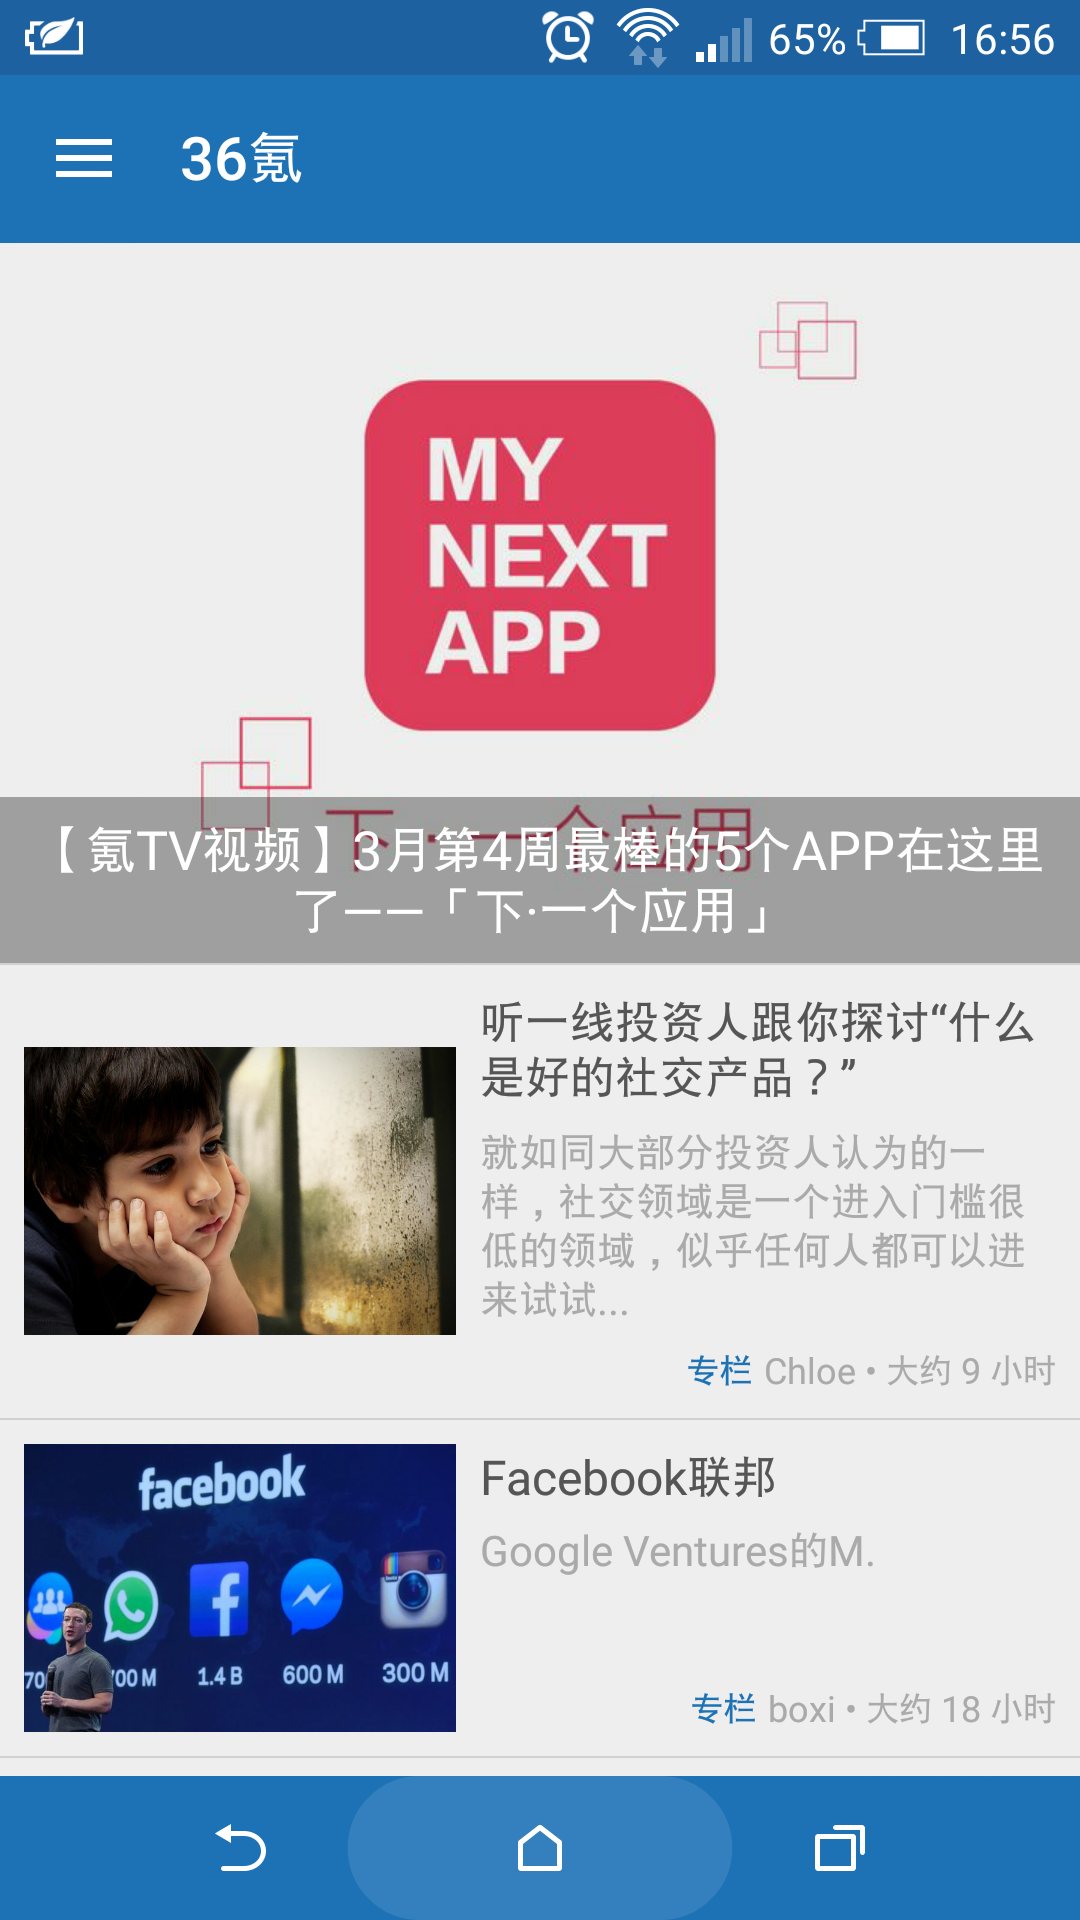 65% 16:56
36氪
MY
NEXT
APP
下·一个应用
【氪TV视频】3月第4周最棒的5个APP在这里
了——「下·一个应用」
听一线投资人跟你探讨“什么
是好的社交产品？”
就如同大部分投资人认为的一
样，社交领域是一个进入门槛很
低的领域，似乎任何人都可以进
来试试...
专栏 Chloe • 大约 9 小时
facebook
700 M 1.4 B 600 M 300 M
Facebook联邦
Google Ventures的M.
专栏 boxi • 大约 18 小时